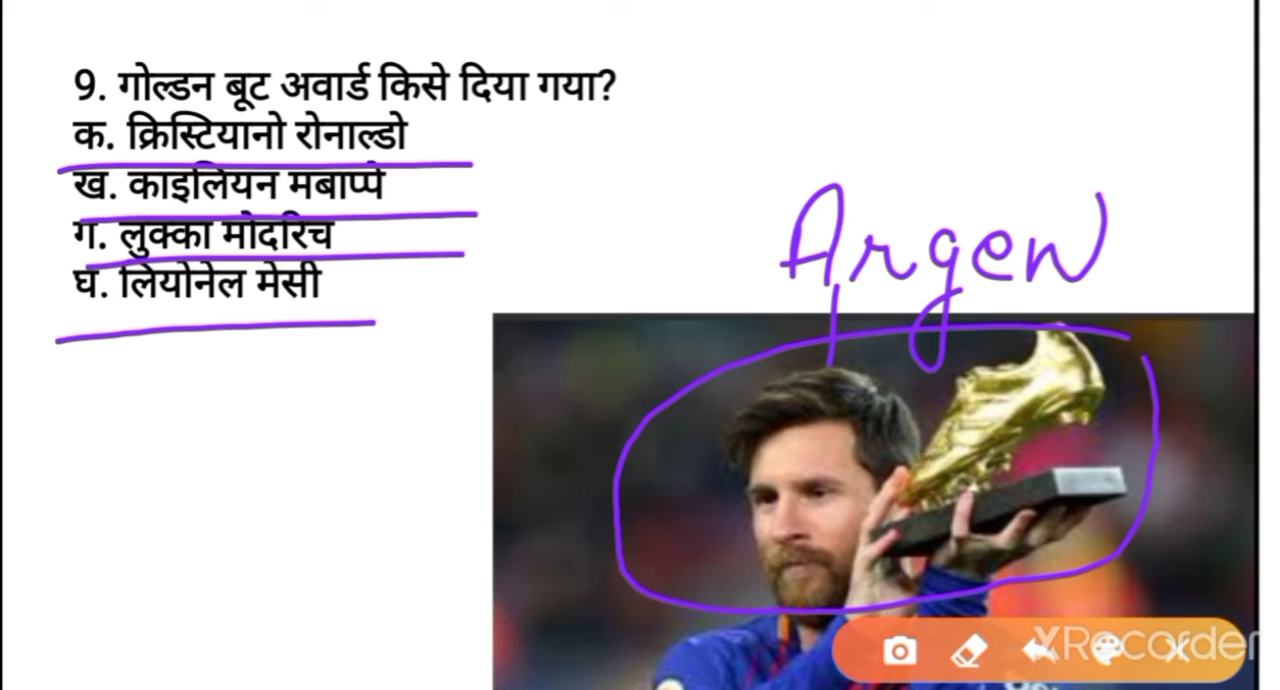 9. गोल्डन बूट अवार्ड किसे दिया गया?
क. क्रिस्टियानो रोनाल्डो
ख. काइलियन मबाप्पे
ग. लुक्का मोदरिच
घ. लियोनेल मेसी
Argen
XRecorder